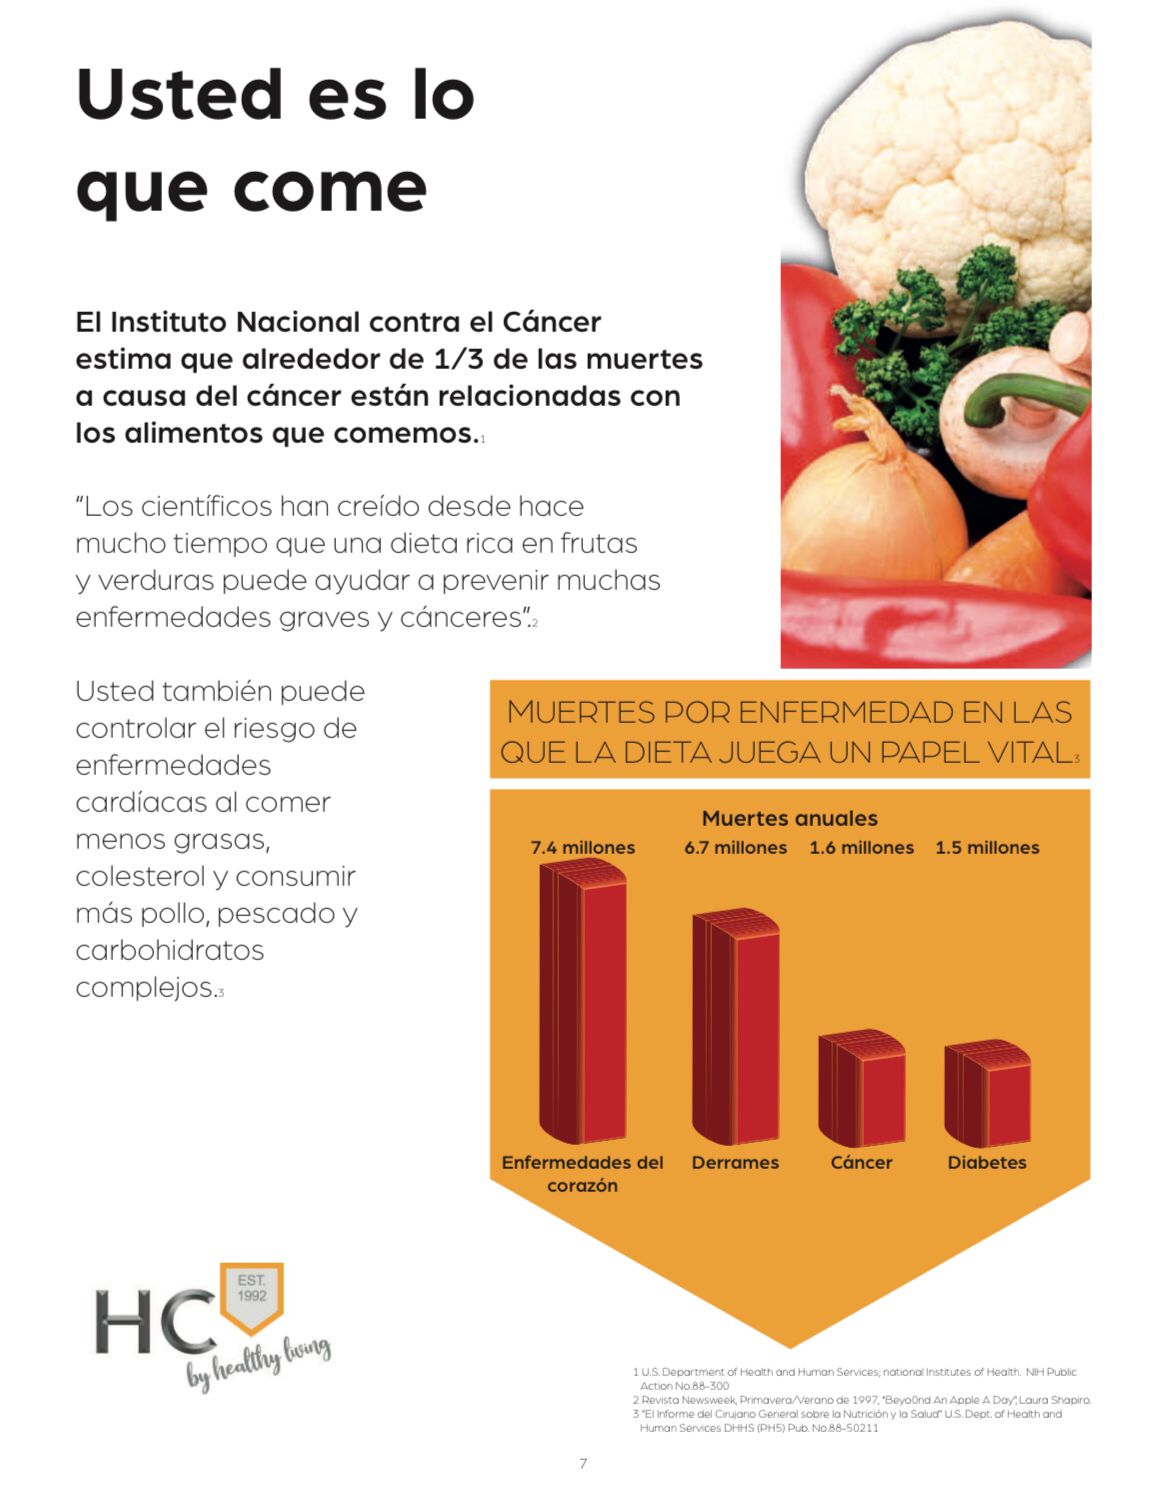 Usted es lo
que come
El Instituto Nacional contra el Cáncer
estima que alrededor de 1/3 de las muertes
a causa del cáncer están relacionadas con
los alimentos que comemos.1
“Los científicos han creído desde hace
mucho tiempo que una dieta rica en frutas
y verduras puede ayudar a prevenir muchas
enfermedades graves y cánceres”.2
Usted también puede
controlar el riesgo de
enfermedades
cardíacas al comer
menos grasas,
colesterol y consumir
más pollo, pescado y
carbohidratos
complejos.3
MUERTES POR ENFERMEDAD EN LAS
QUE LA DIETA JUEGA UN PAPEL VITAL3
Muertes anuales
7.4 millones 6.7 millones 1.6 millones 1.5 millones
Enfermedades del corazón Derrames Cáncer Diabetes
HC EST. 1992
by healthy living
1 U.S. Department of Health and Human Services; national Institutes of Health. NIH Public
Action No.88-300
2 Revista Newsweek, Primavera/Verano de 1997, "Beyo0nd An Apple A Day", Laura Shapiro.
3 "El Informe del Cirujano General sobre la Nutrición y la Salud" U.S. Dept. of Health and
Human Services DHHS (PH5) Pub. No.88-50211
7